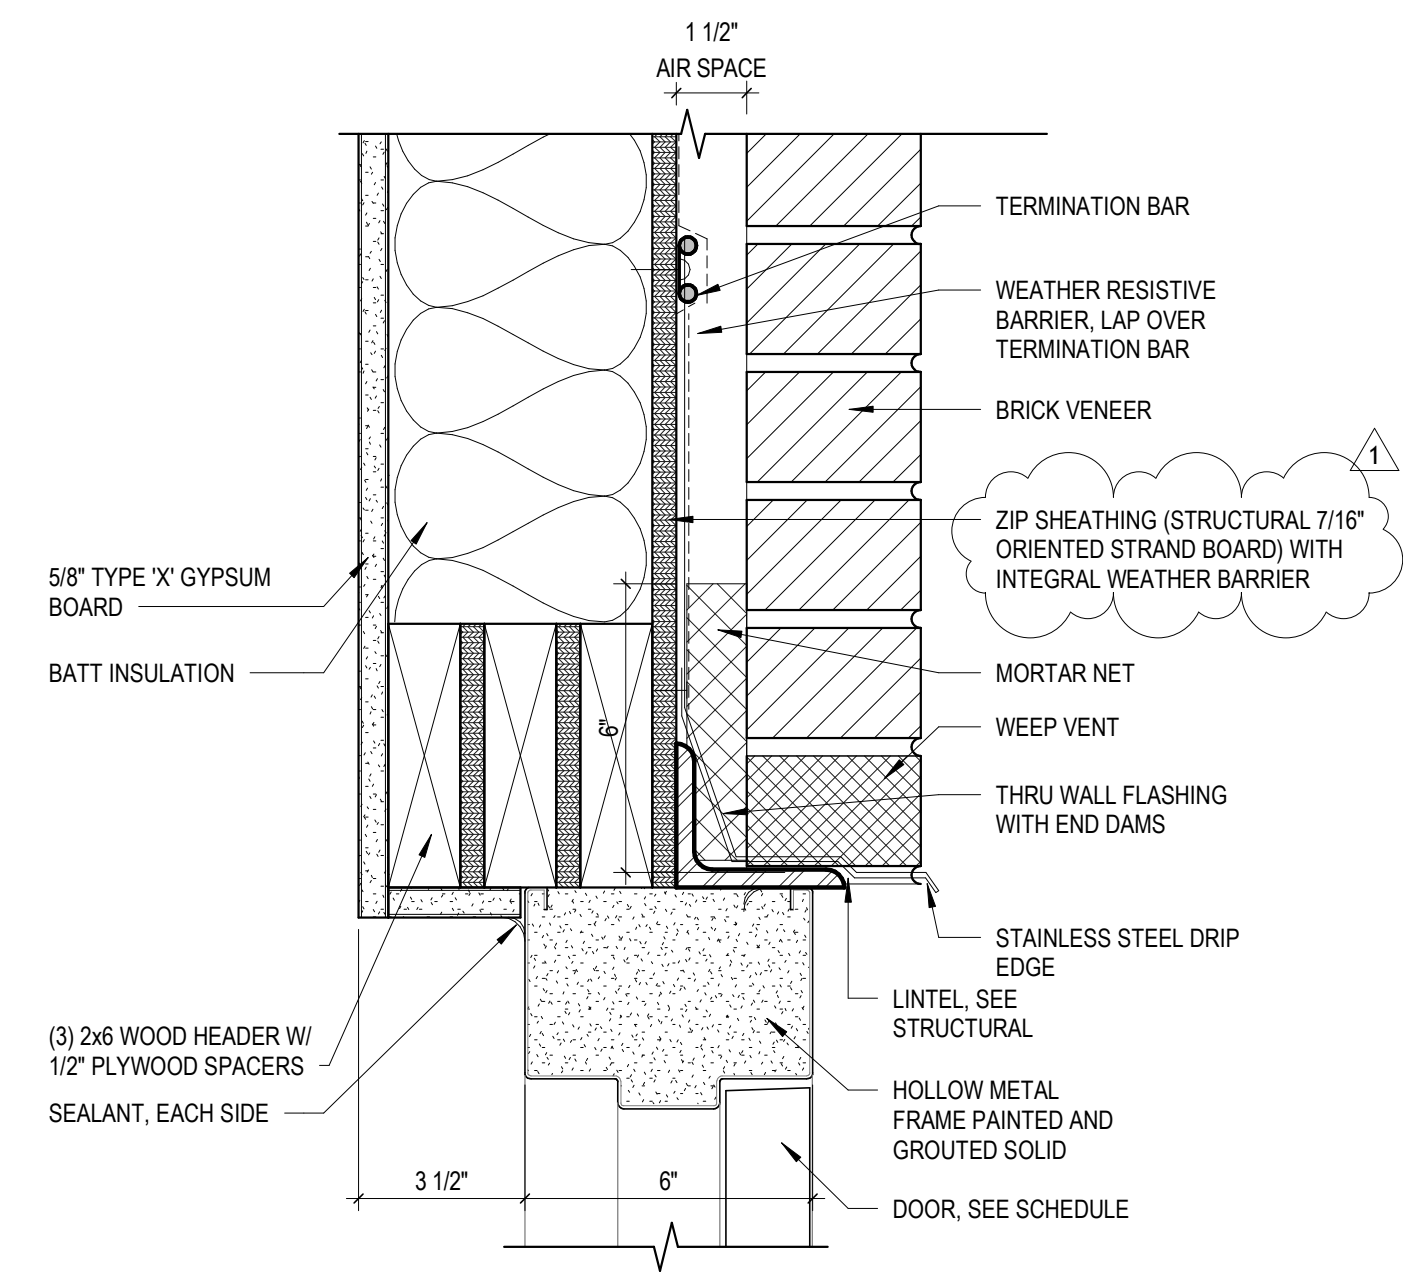 1 1/2"
AIR SPACE
TERMINATION BAR
WEATHER RESISTIVE
BARRIER, LAP OVER
TERMINATION BAR
BRICK VENEER
1
ZIP SHEATHING (STRUCTURAL 7/16"
ORIENTED STRAND BOARD) WITH
INTEGRAL WEATHER BARRIER
5/8" TYPE 'X' GYPSUM
BOARD
BATT INSULATION
MORTAR NET
WEEP VENT
6"
THRU WALL FLASHING
WITH END DAMS
STAINLESS STEEL DRIP
EDGE
LINTEL, SEE
STRUCTURAL
(3) 2x6 WOOD HEADER W/
1/2" PLYWOOD SPACERS
SEALANT, EACH SIDE
HOLLOW METAL
FRAME PAINTED AND
GROUTED SOLID
3 1/2"
6"
DOOR, SEE SCHEDULE